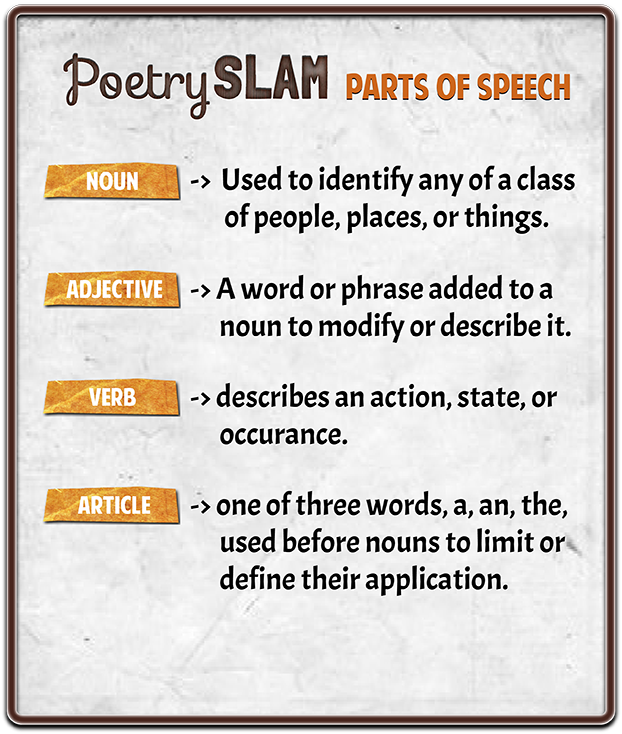 Poetry SLAM PARTS OF SPEECH
NOUN -> Used to identify any of a class
of people, places, or things.
ADJECTIVE -> A word or phrase added to a
noun to modify or describe it.
VERB -> describes an action, state, or
occurance.
ARTICLE -> one of three words, a, an, the,
used before nouns to limit or
define their application.